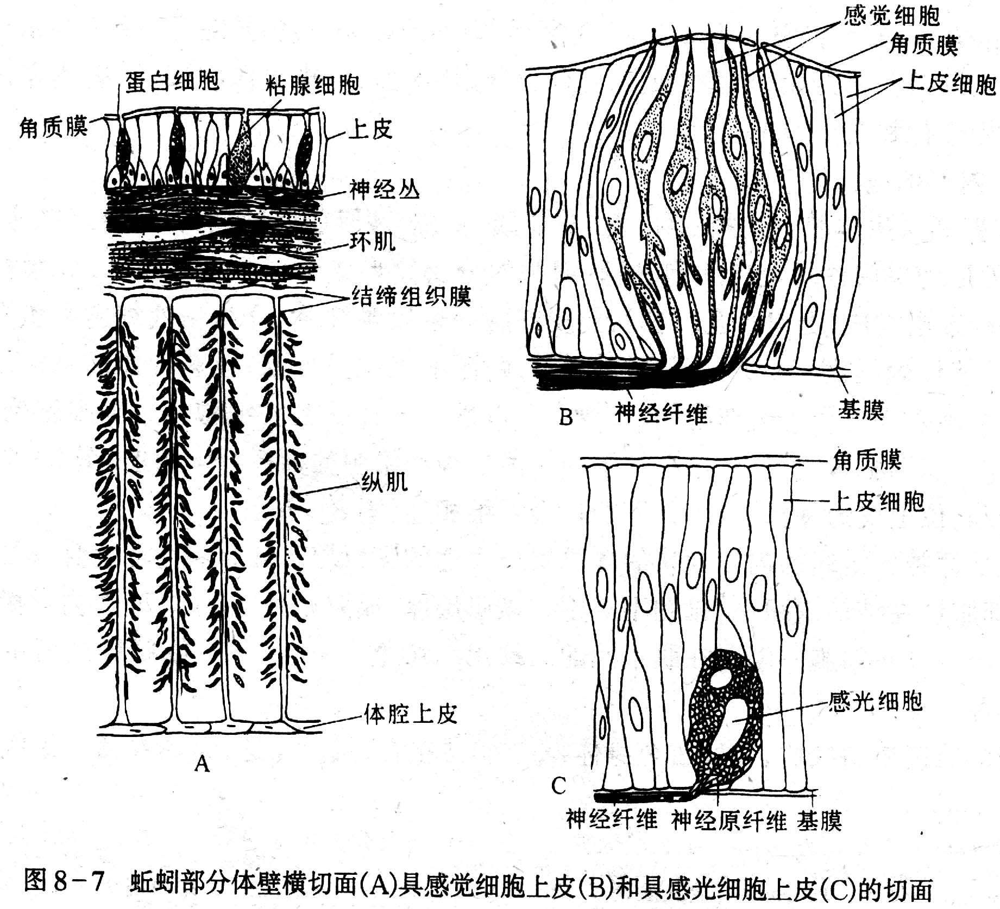 蛋白细胞
粘腺细胞
角质膜
上皮
神经丛
环肌
结缔组织膜
纵肌
体腔上皮
A
感觉细胞
角质膜
上皮细胞
B
神经纤维
基膜
角质膜
上皮细胞
感光细胞
C
神经纤维 神经原纤维 基膜
图8-7 蚯蚓部分体壁横切面(A)具感觉细胞上皮(B)和具感光细胞上皮(C)的切面